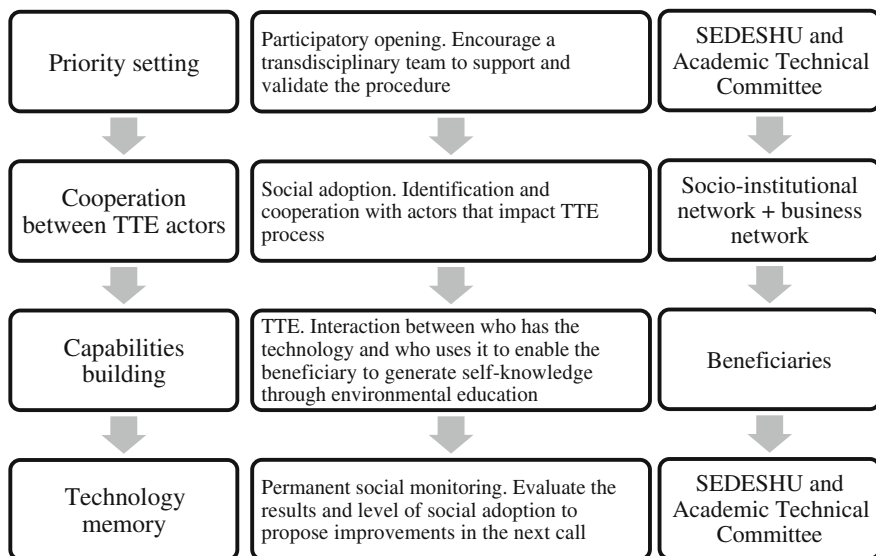 Priority setting
Participatory opening. Encourage a
transdisciplinary team to support and
validate the procedure
SEDESHU and
Academic Technical
Committee
Cooperation
between TTE actors
Social adoption. Identification and
cooperation with actors that impact TTE
process
Socio-institutional
network + business
network
Capabilities
building
TTE. Interaction between who has the
technology and who uses it to enable the
beneficiary to generate self-knowledge
through environmental education
Beneficiaries
Technology
memory
Permanent social monitoring. Evaluate the
results and level of social adoption to
propose improvements in the next call
SEDESHU and
Academic Technical
Committee